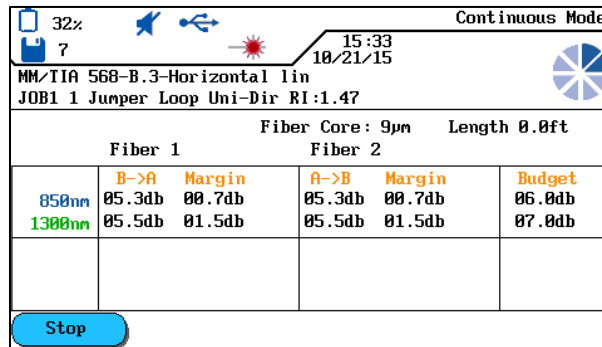 32% Continuous Mode
7 15:33
10/21/15
MM/TIA 568-B.3-Horizontal lin
JOB1 1 Jumper Loop Uni-Dir RI:1.47
Fiber Core: 9µm Length 0.0ft
Fiber 1 Fiber 2
B->A Margin A->B Margin Budget
850nm 05.3db 00.7db 05.3db 00.7db 06.0db
1300nm 05.5db 01.5db 05.5db 01.5db 07.0db
Stop